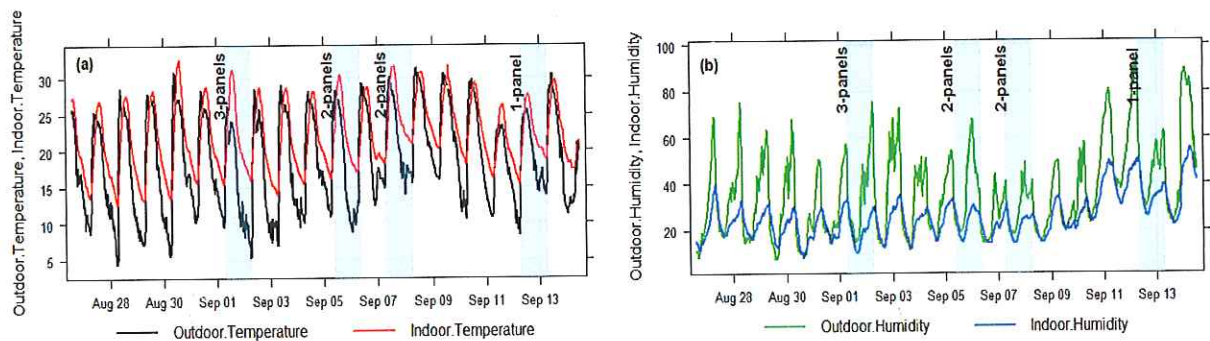 Outdoor.Temperature, Indoor.Temperature
30
25
20
15
10
5
(a)
3-panels
2-panels
2-panels
1-panel
Aug 28
Aug 30
Sep 01
Sep 03
Sep 05
Sep 07
Sep 09
Sep 11
Sep 13
Outdoor.Temperature
Indoor.Temperature
Outdoor.Humidity, Indoor.Humidity
100
80
60
40
20
(b)
3-panels
2-panels
2-panels
1-panel
Aug 28
Aug 30
Sep 01
Sep 03
Sep 05
Sep 07
Sep 09
Sep 11
Sep 13
Outdoor.Humidity
Indoor.Humidity